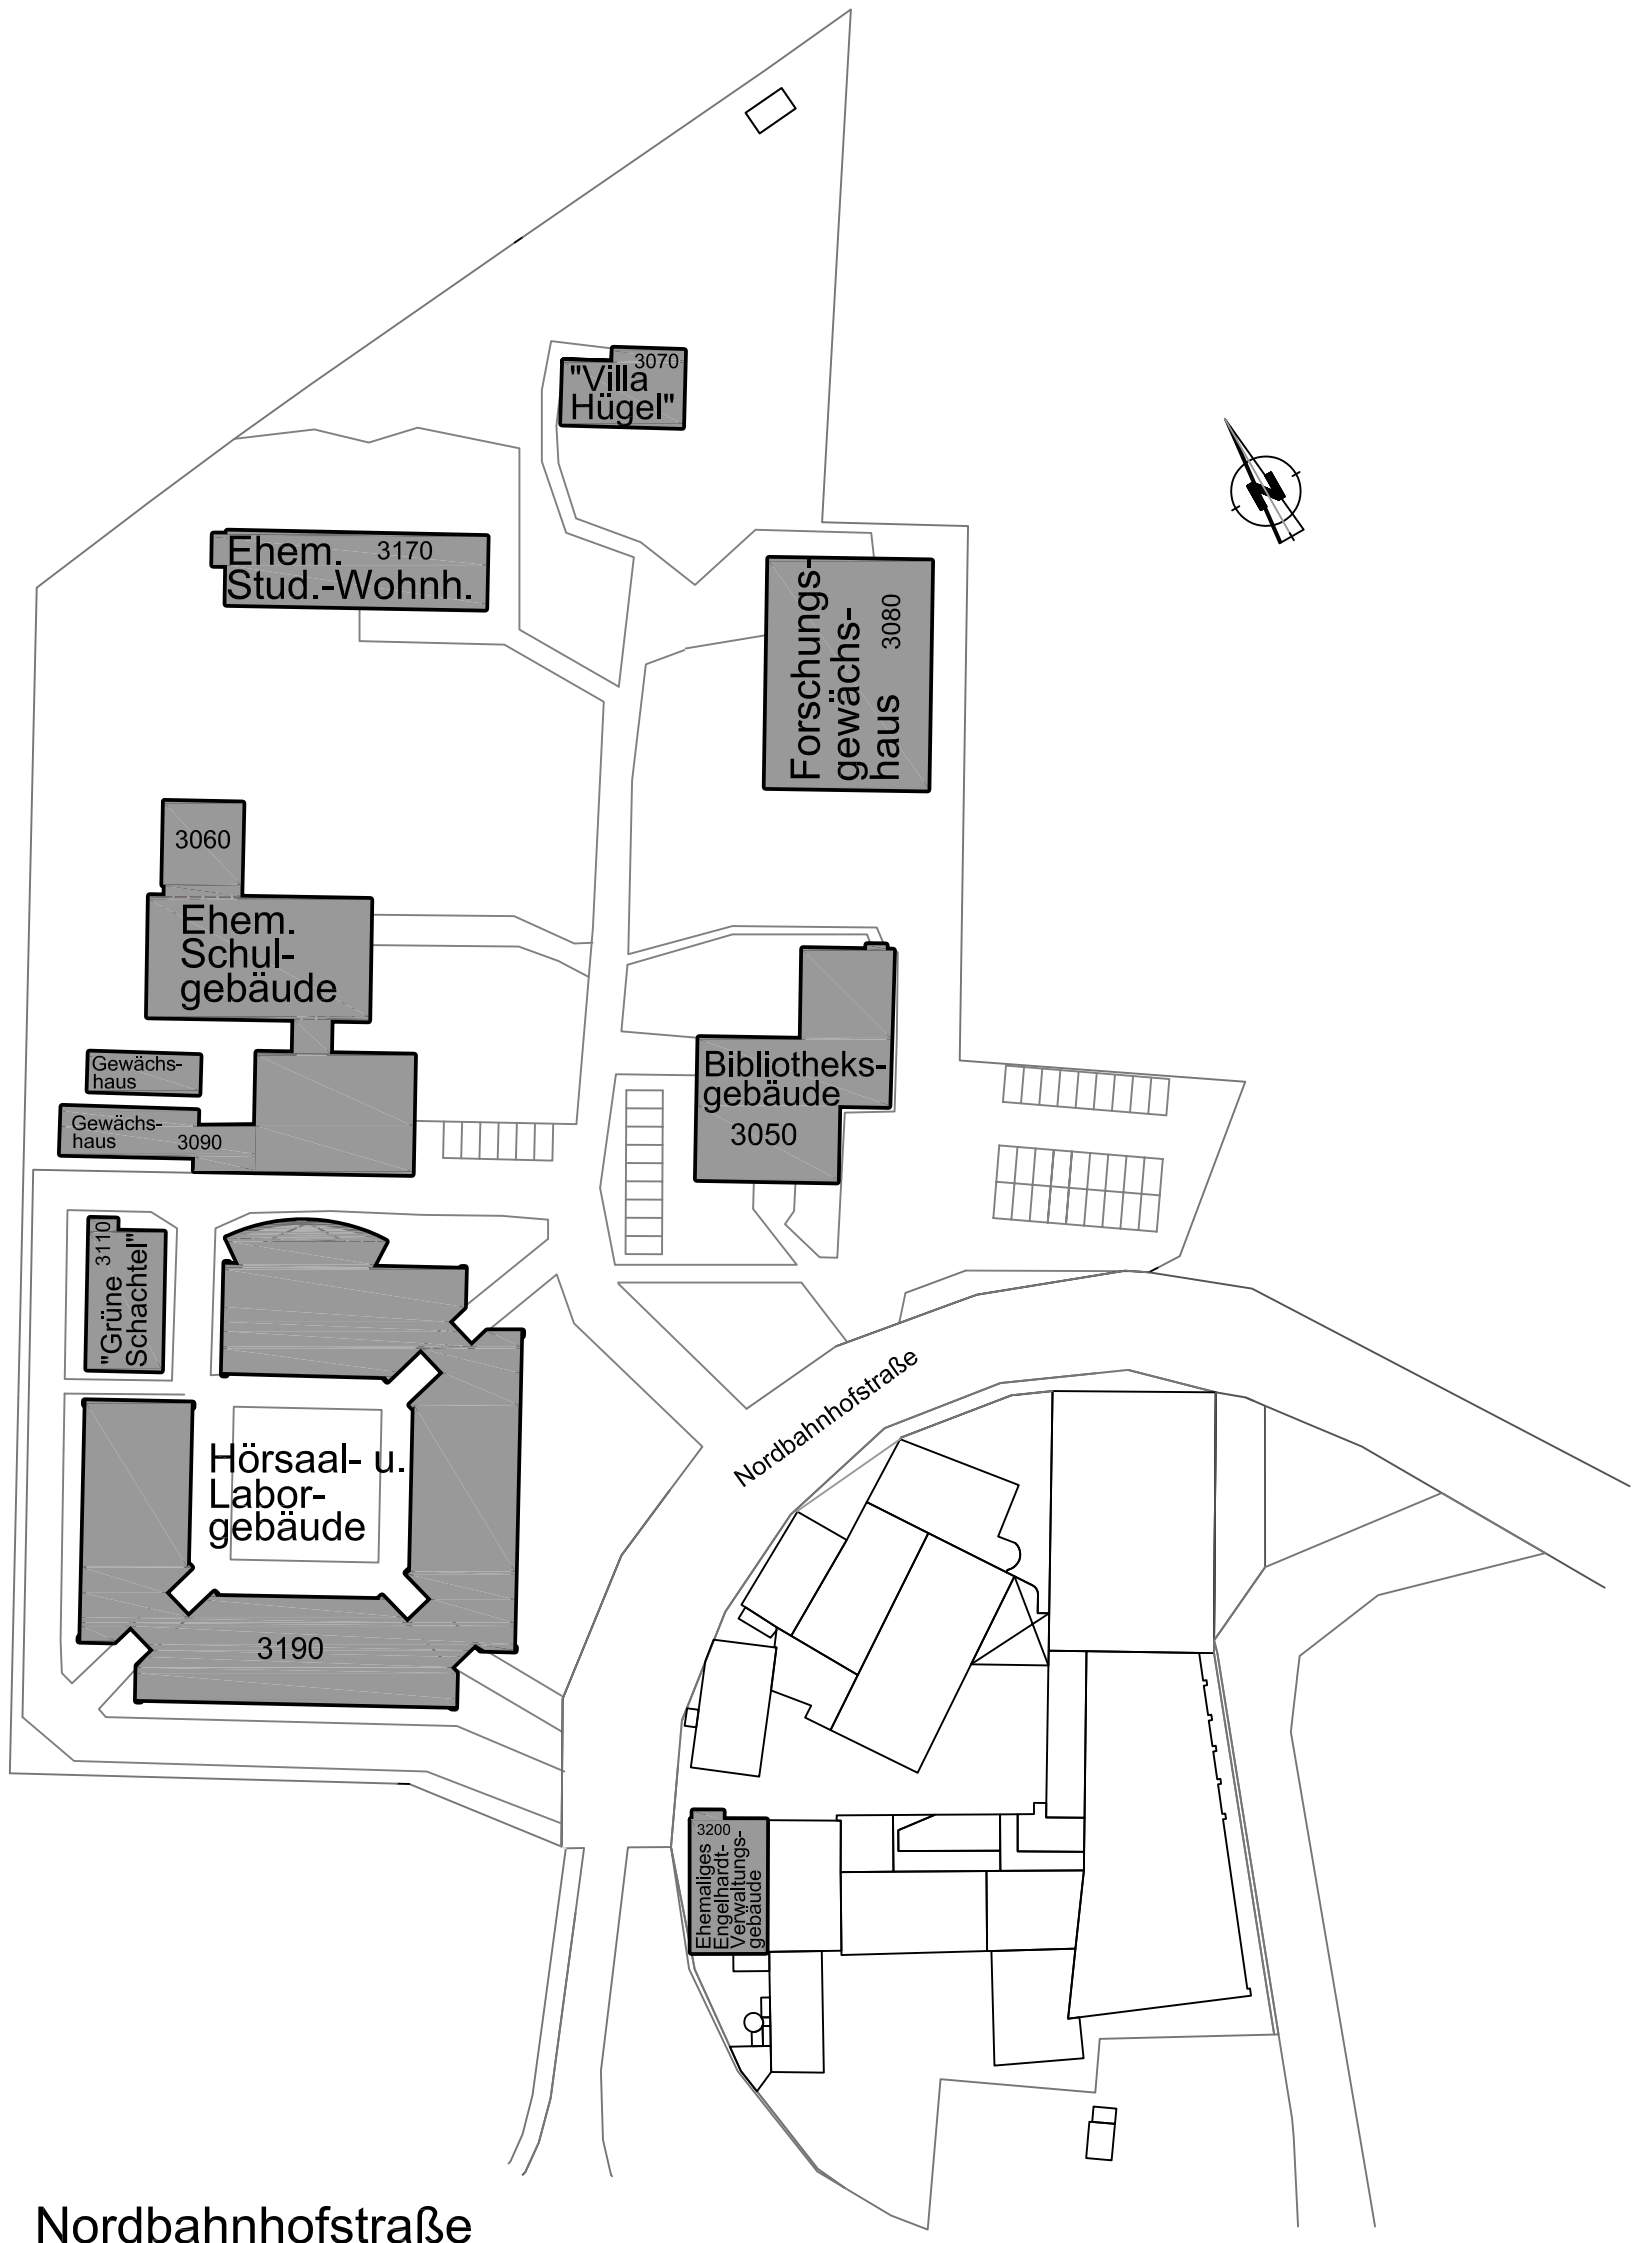 3070
"Villa
Hügel"
N
Ehem. 3170
Stud.-Wohnh.
Forschungs-
gewächs-
haus 3080
3060
Ehem.
Schul-
gebäude
Gewächs-
haus
Gewächs-
haus 3090
Bibliotheks-
gebäude
3050
"Grüne 3110
Schachtel"
Hörsaal- u.
Labor-
gebäude
3190
Nordbahnhofstraße
3200
Ehemaliges
Engelhardt-
Verwaltungs-
gebäude
Nordbahnhofstraße